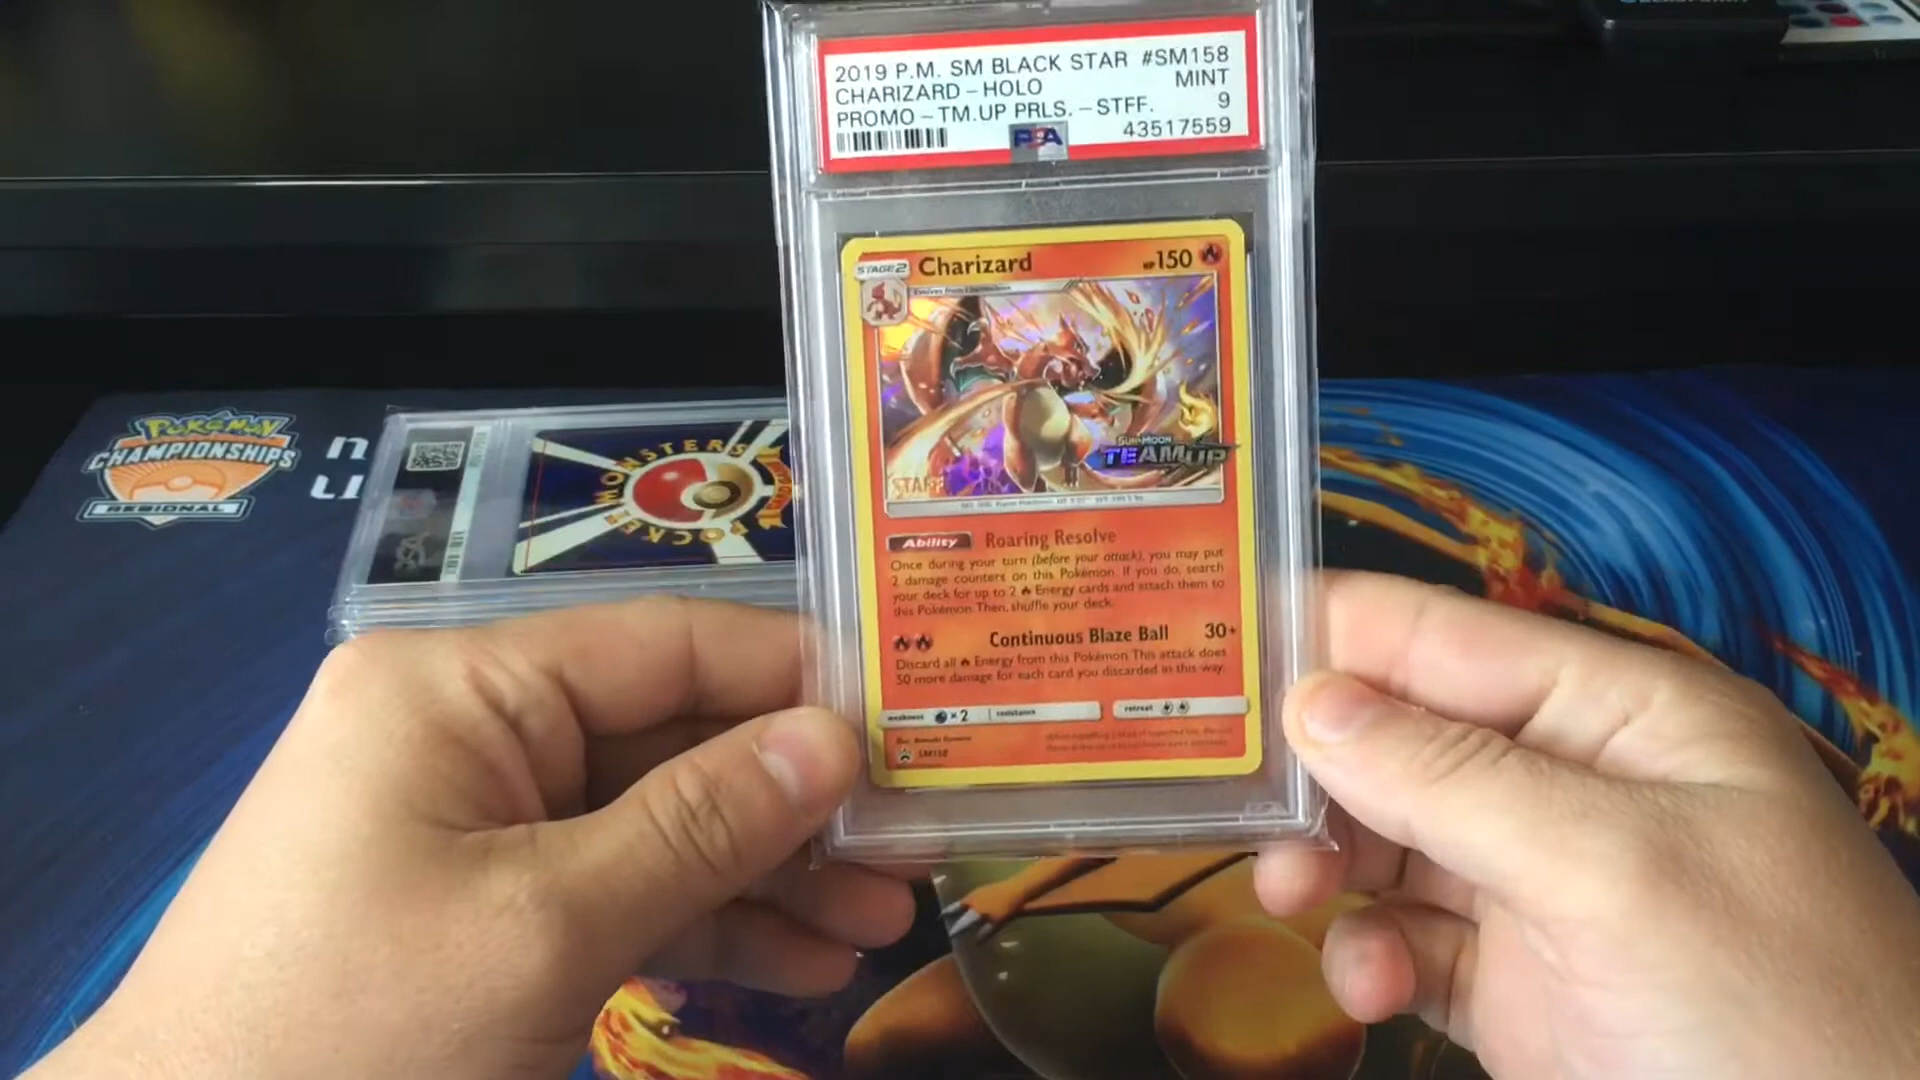 2019 P.M. SM BLACK STAR #SM158
CHARIZARD - HOLO MINT
PROMO - TM.UP PRLS. - STFF. 9
43517559
PSA
STAGE 2 Charizard HP150
Evolves from Charmeleon
SUN & MOON
TEAM UP
STAFF
Ability Roaring Resolve
Once during your turn (before your attack), you may put
2 damage counters on this Pokémon. If you do, search
your deck for up to 2 Energy cards and attach them to
this Pokémon. Then, shuffle your deck.
Continuous Blaze Ball 30+
Discard all Energy from this Pokémon. This attack does
50 more damage for each card you discarded in this way.
weakness ×2 resistance retreat
SM158
POKéMON
CHAMPIONSHIPS
REGIONAL
POCKET MONSTERS
PSA